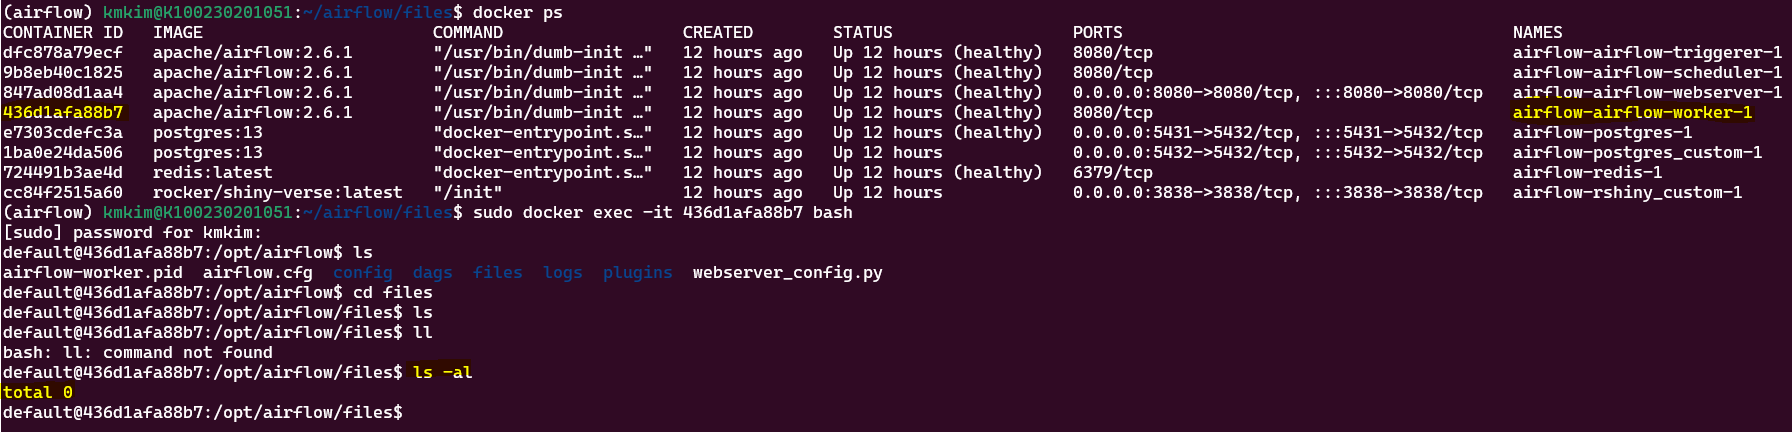 (airflow) kmkim@K100230201051:~/airflow/files$ docker ps
CONTAINER ID   IMAGE                       COMMAND                  CREATED        STATUS                  PORTS                                       NAMES
dfc878a79ecf   apache/airflow:2.6.1        "/usr/bin/dumb-init …"   12 hours ago   Up 12 hours (healthy)   8080/tcp                                    airflow-airflow-triggerer-1
9b8eb40c1825   apache/airflow:2.6.1        "/usr/bin/dumb-init …"   12 hours ago   Up 12 hours (healthy)   8080/tcp                                    airflow-airflow-scheduler-1
847ad08d1aa4   apache/airflow:2.6.1        "/usr/bin/dumb-init …"   12 hours ago   Up 12 hours (healthy)   0.0.0.0:8080->8080/tcp, :::8080->8080/tcp   airflow-airflow-webserver-1
436d1afa88b7   apache/airflow:2.6.1        "/usr/bin/dumb-init …"   12 hours ago   Up 12 hours (healthy)   8080/tcp                                    airflow-airflow-worker-1
e7303cdefc3a   postgres:13                 "docker-entrypoint.s…"   12 hours ago   Up 12 hours (healthy)   0.0.0.0:5431->5432/tcp, :::5431->5432/tcp   airflow-postgres-1
1ba0e24da506   postgres:13                 "docker-entrypoint.s…"   12 hours ago   Up 12 hours             0.0.0.0:5432->5432/tcp, :::5432->5432/tcp   airflow-postgres_custom-1
724491b3ae4d   redis:latest                "docker-entrypoint.s…"   12 hours ago   Up 12 hours (healthy)   6379/tcp                                    airflow-redis-1
cc84f2515a60   rocker/shiny-verse:latest   "/init"                  12 hours ago   Up 12 hours             0.0.0.0:3838->3838/tcp, :::3838->3838/tcp   airflow-rshiny_custom-1
(airflow) kmkim@K100230201051:~/airflow/files$ sudo docker exec -it 436d1afa88b7 bash
[sudo] password for kmkim:
default@436d1afa88b7:/opt/airflow$ ls
airflow-worker.pid  airflow.cfg  config  dags  files  logs  plugins  webserver_config.py
default@436d1afa88b7:/opt/airflow$ cd files
default@436d1afa88b7:/opt/airflow/files$ ls
default@436d1afa88b7:/opt/airflow/files$ ll
bash: ll: command not found
default@436d1afa88b7:/opt/airflow/files$ ls -al
total 0
default@436d1afa88b7:/opt/airflow/files$